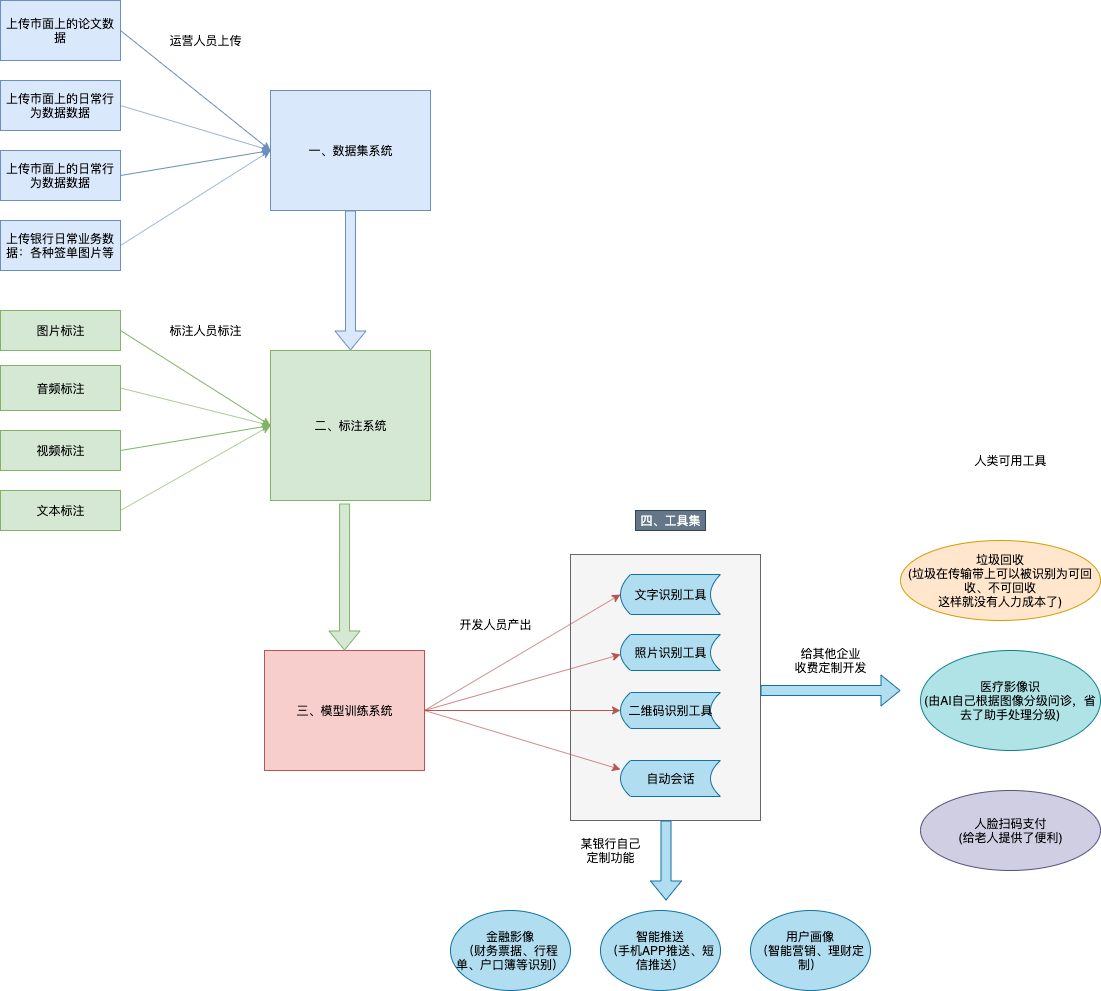 上传市面上的论文数
据
运营人员上传
上传市面上的日常行
为数据数据
一、数据集系统
上传市面上的日常行
为数据数据
上传银行日常业务数
据：各种签单图片等
图片标注
标注人员标注
音频标注
二、标注系统
视频标注
文本标注
人类可用工具
四、工具集
垃圾回收
(垃圾在传输带上可以被识别为可回
收、不可回收
这样就没有人力成本了)
文字识别工具
开发人员产出
照片识别工具
给其他企业
收费定制开发
三、模型训练系统
二维码识别工具
医疗影像识
(由AI自己根据图像分级问诊，省
去了助手处理分级)
自动会话
人脸扫码支付
(给老人提供了便利)
某银行自己
定制功能
金融影像
（财务票据、行程
单、户口簿等识别）
智能推送
（手机APP推送、短
信推送）
用户画像
（智能营销、理财定
制）